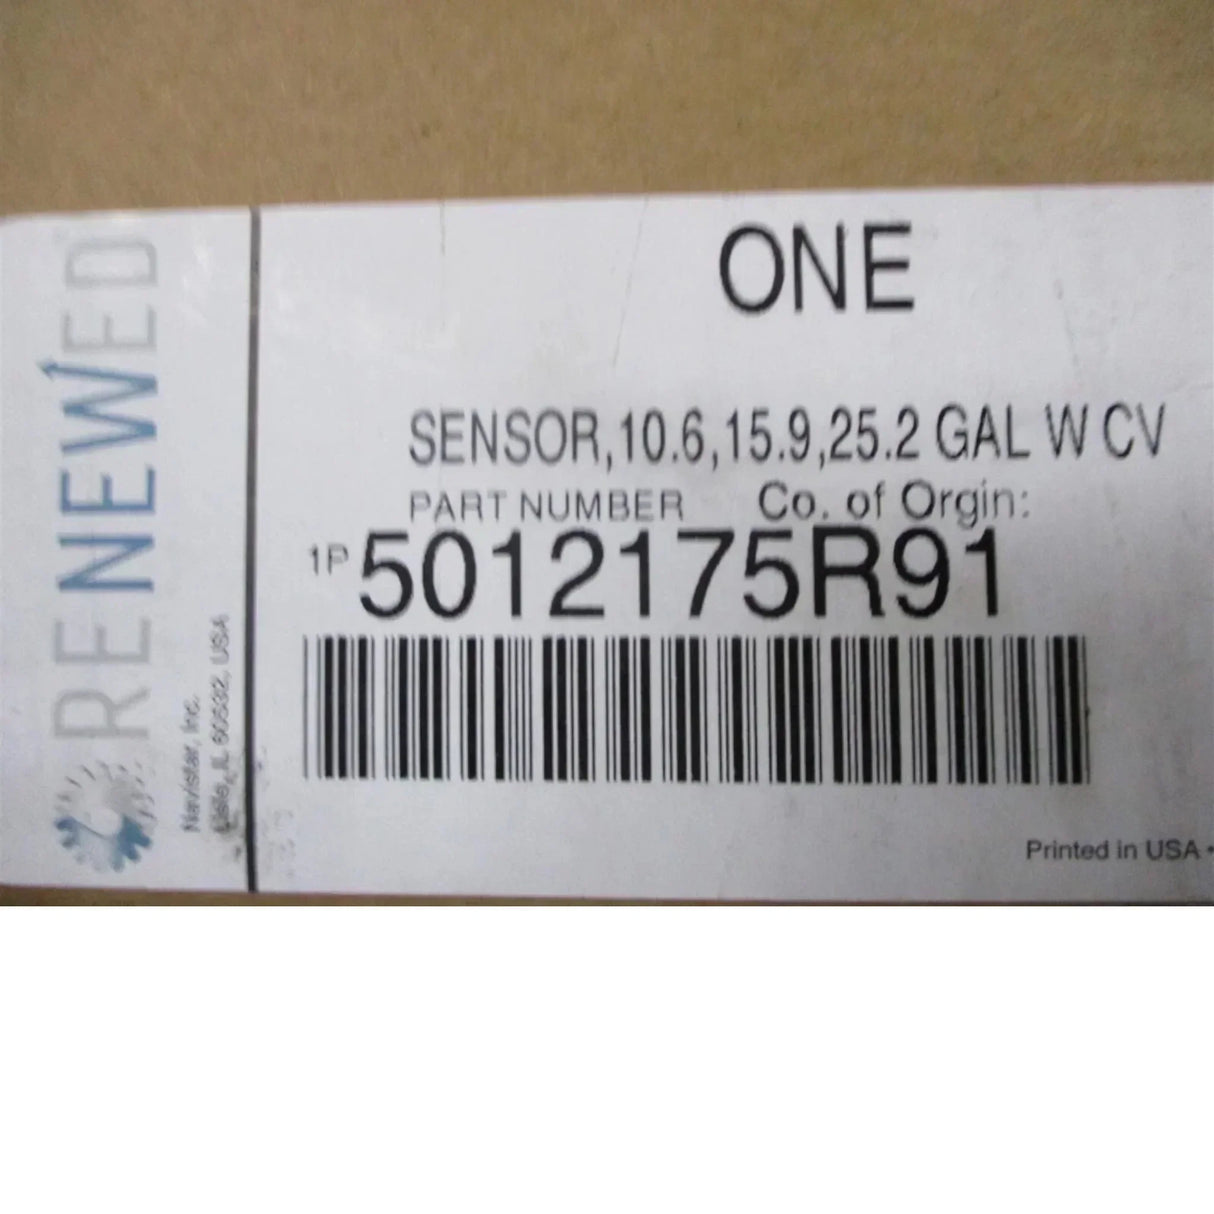 RENEWED
Navistar, Inc.
Lisle, IL 60532, USA
ONE
SENSOR,10.6,15.9,25.2 GAL W CV
PART NUMBER Co. of Orgin:
1P 5012175R91
Printed in USA •